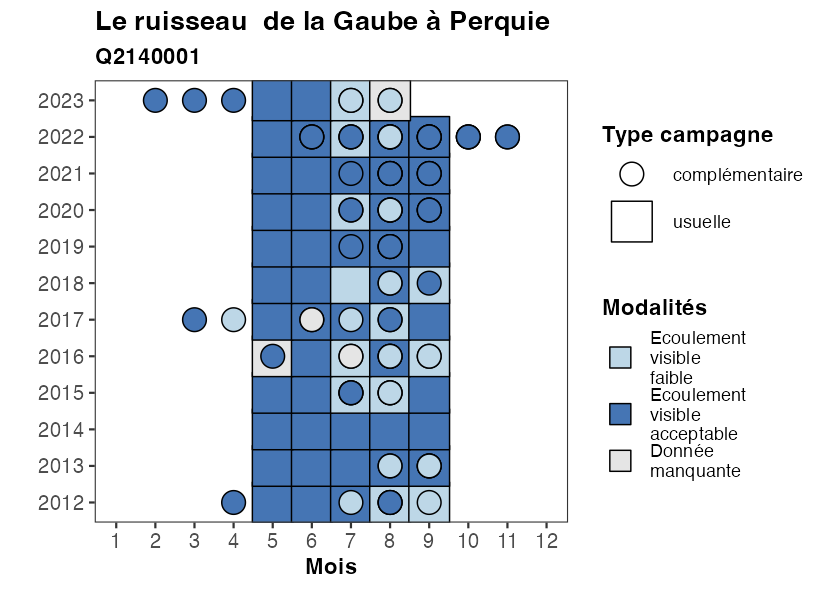 Le ruisseau  de la Gaube à Perquie
Q2140001
2023
2022
2021
2020
2019
2018
2017
2016
2015
2014
2013
2012
1 2 3 4 5 6 7 8 9 10 11 12
Mois
Type campagne
complémentaire
usuelle
Modalités
Ecoulement
visible
faible
Ecoulement
visible
acceptable
Donnée
manquante